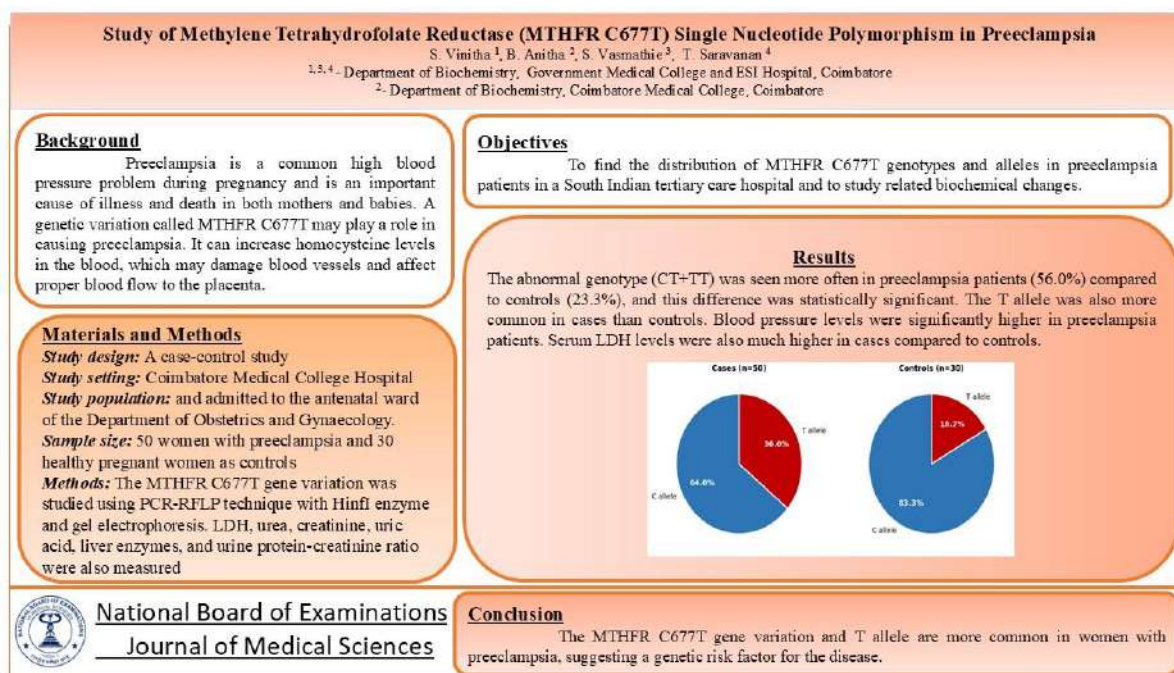 Study of Methylene Tetrahydrofolate Reductase (MTHFR C677T) Single Nucleotide Polymorphism in Preeclampsia
S. Vinitha 1, B. Anitha 2, S. Vasmathie 3, T. Saravanan 4
1,3,4 - Department of Biochemistry, Government Medical College and ESI Hospital, Coimbatore
2- Department of Biochemistry, Coimbatore Medical College, Coimbatore
Background
Preeclampsia is a common high blood
pressure problem during pregnancy and is an important
cause of illness and death in both mothers and babies. A
genetic variation called MTHFR C677T may play a role in
causing preeclampsia. It can increase homocysteine levels
in the blood, which may damage blood vessels and affect
proper blood flow to the placenta.
Materials and Methods
Study design: A case-control study
Study setting: Coimbatore Medical College Hospital
Study population: and admitted to the antenatal ward
of the Department of Obstetrics and Gynaecology.
Sample size: 50 women with preeclampsia and 30
healthy pregnant women as controls
Methods: The MTHFR C677T gene variation was
studied using PCR-RFLP technique with HinfI enzyme
and gel electrophoresis. LDH, urea, creatinine, uric
acid, liver enzymes, and urine protein-creatinine ratio
were also measured
Objectives
To find the distribution of MTHFR C677T genotypes and alleles in preeclampsia
patients in a South Indian tertiary care hospital and to study related biochemical changes.
Results
The abnormal genotype (CT+TT) was seen more often in preeclampsia patients (56.0%) compared
to controls (23.3%), and this difference was statistically significant. The T allele was also more
common in cases than controls. Blood pressure levels were significantly higher in preeclampsia
patients. Serum LDH levels were also much higher in cases compared to controls.
Cases (n=50)
T allele
36.0%
64.0%
C allele
Controls (n=30)
T allele
16.7%
83.3%
C allele
National Board of Examinations
Journal of Medical Sciences
Conclusion
The MTHFR C677T gene variation and T allele are more common in women with
preeclampsia, suggesting a genetic risk factor for the disease.